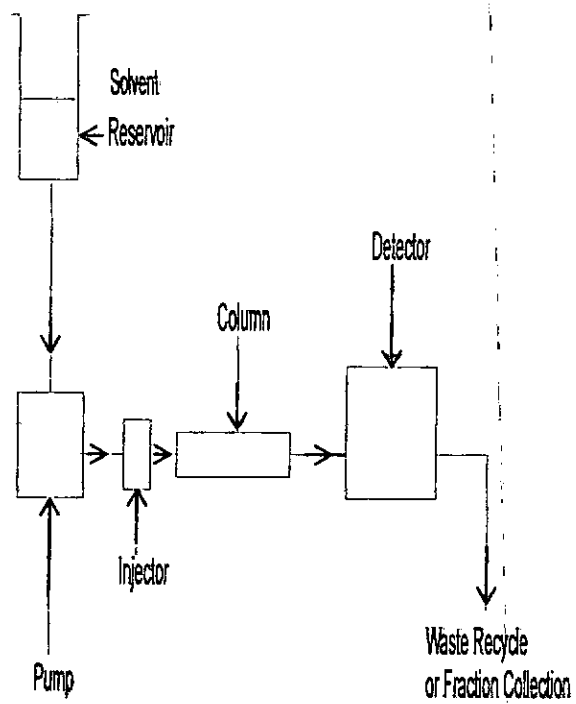 Solvent
Reservoir
Detector
Column
Injector
Pump
Waste Recycle
or Fraction Collection